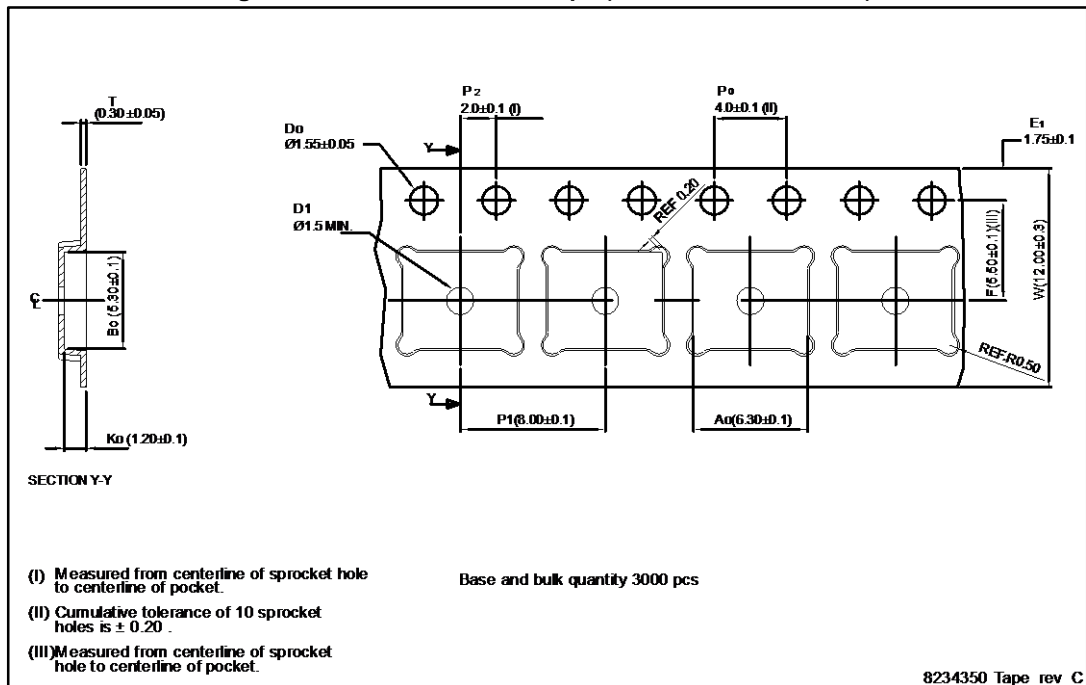 T
(0.30±0.05)
P2
2.0±0.1 (I)
P0
4.0±0.1 (II)
E1
1.75±0.1
Do
Ø1.55±0.05
Y
REF 0.20
D1
Ø1.5 MIN.
F(5.50±0.1)(III)
W(12.00±0.3)
Bo (5.30±0.1)
CL
REF.R0.50
Y
P1(8.00±0.1)
Ao(6.30±0.1)
Ko (1.20±0.1)
SECTION Y-Y
(I) Measured from centerline of sprocket hole
to centerline of pocket.
Base and bulk quantity 3000 pcs
(II) Cumulative tolerance of 10 sprocket
holes is ± 0.20 .
(III)Measured from centerline of sprocket
hole to centerline of pocket.
8234350_Tape_rev_C